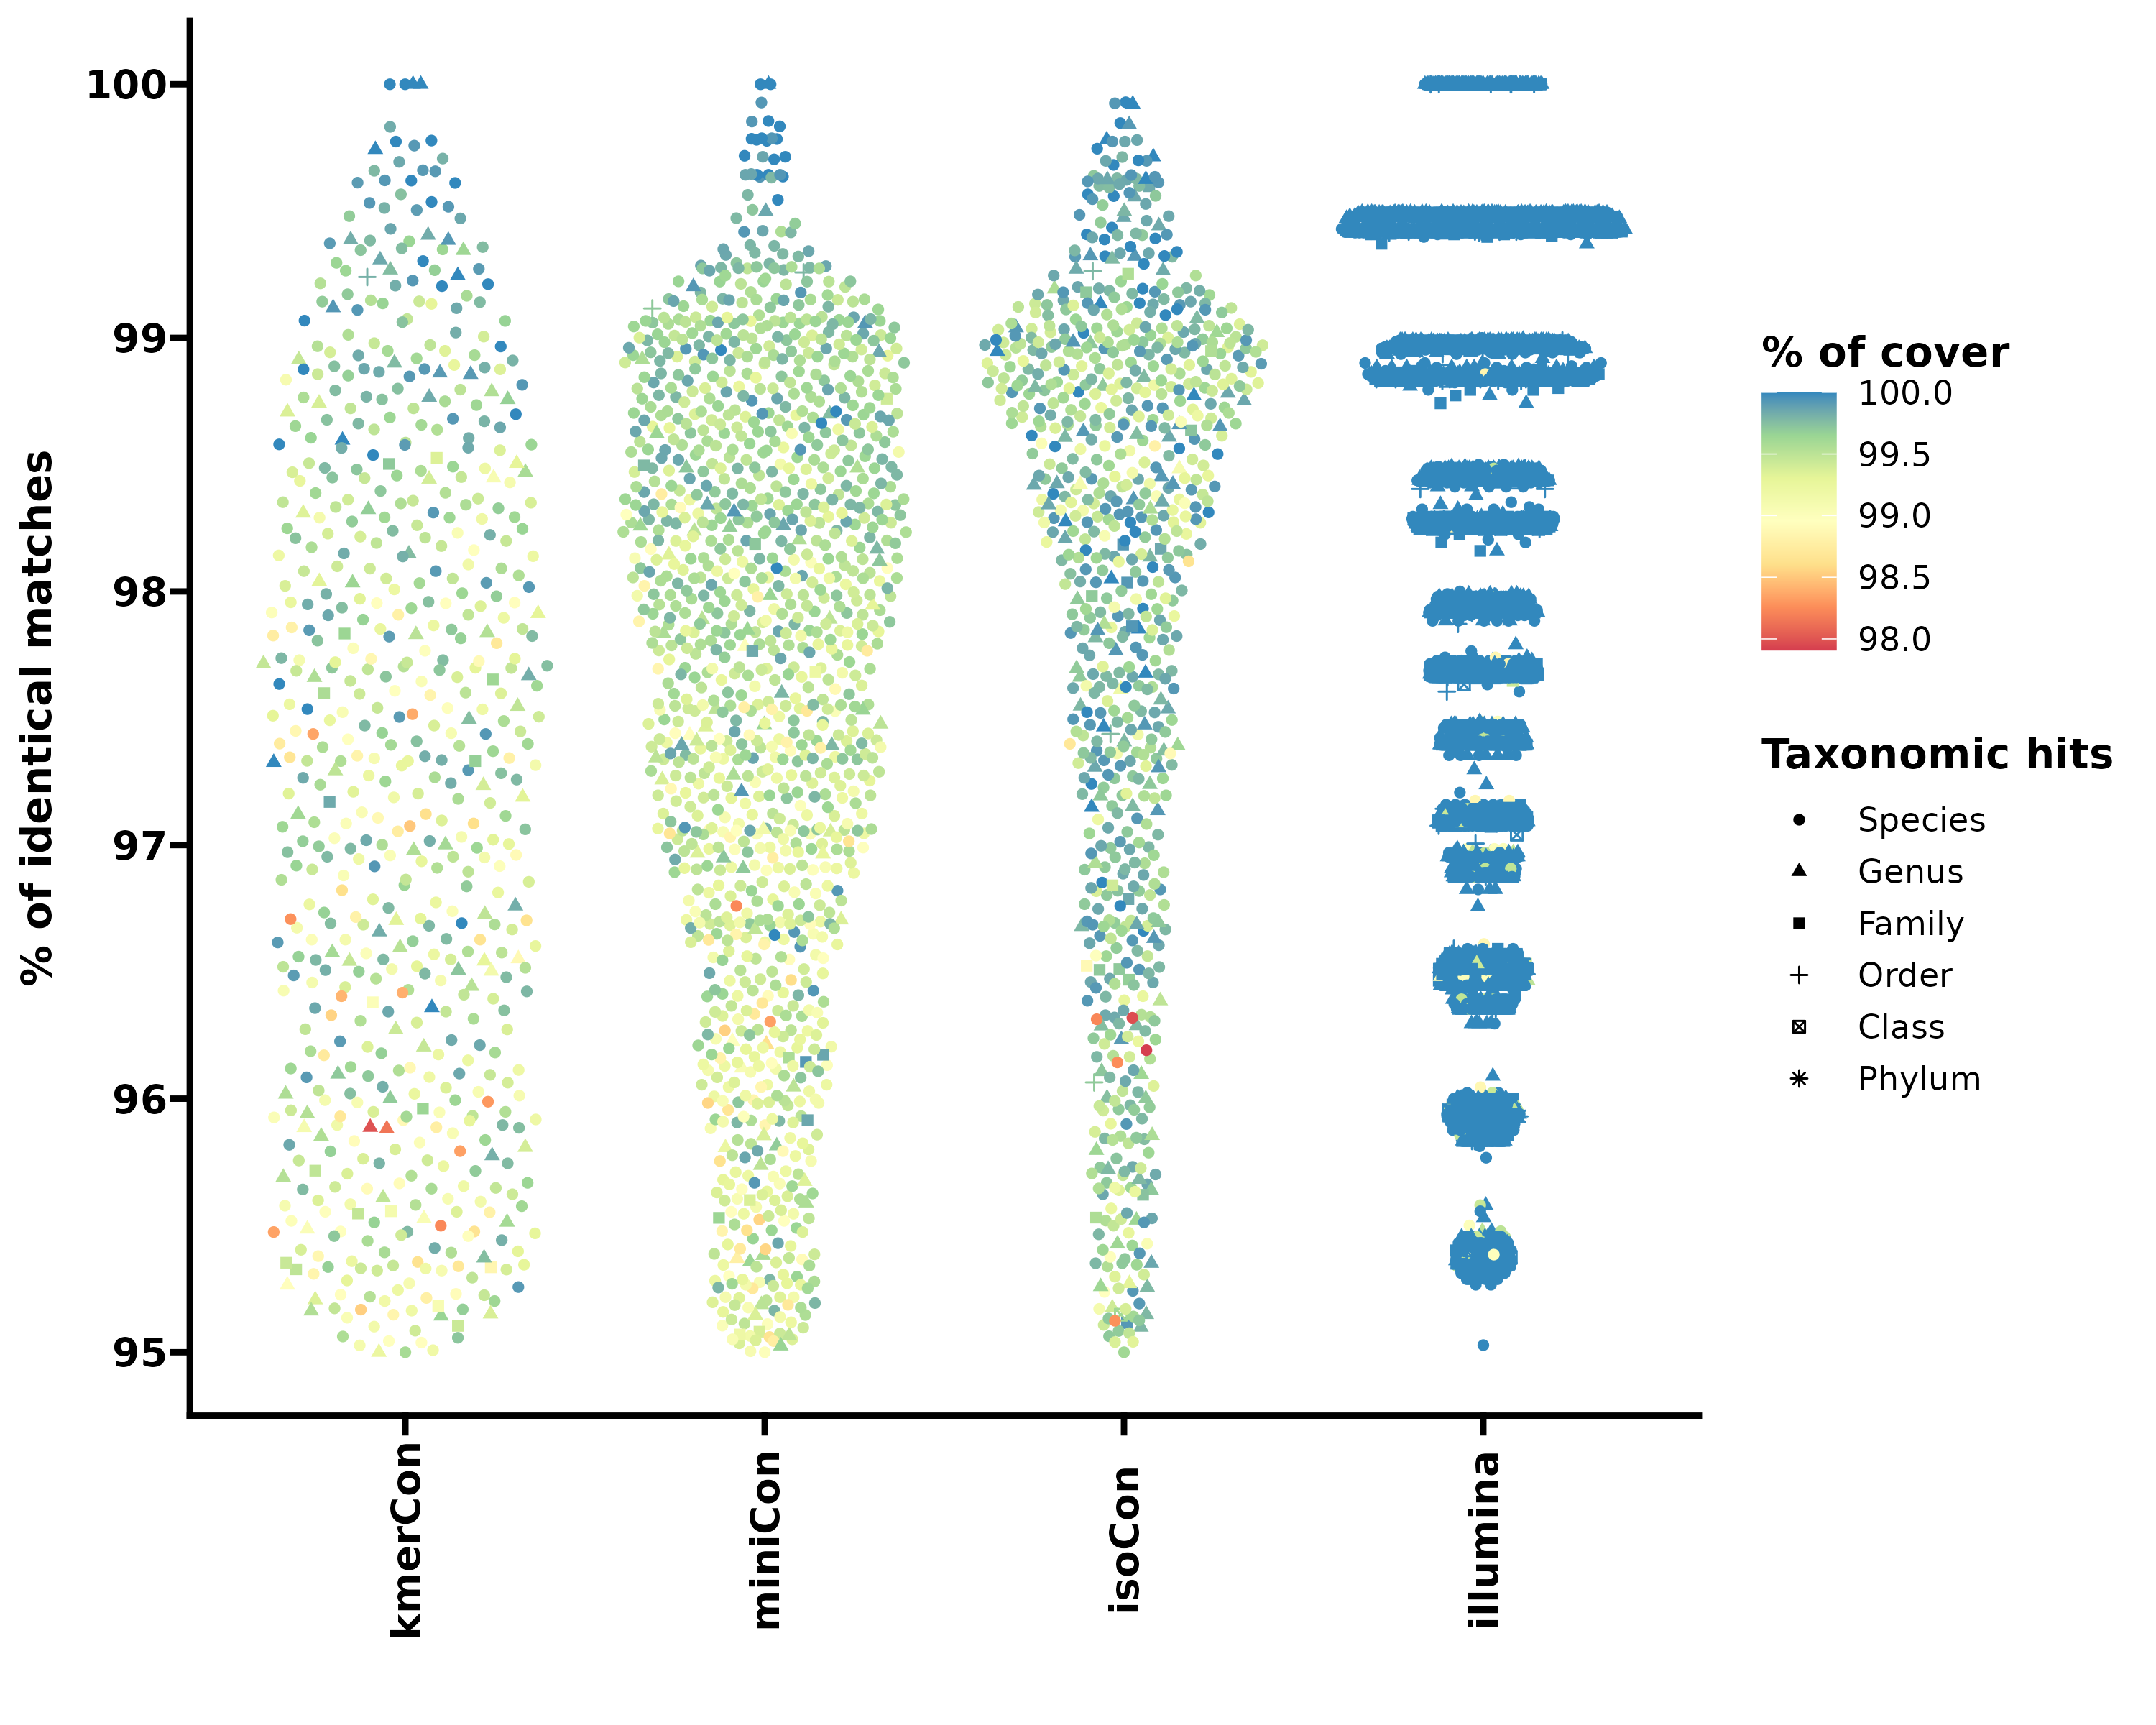 % of identical matches
100
99
98
97
96
95
kmerCon
miniCon
isoCon
illumina
% of cover
100.0
99.5
99.0
98.5
98.0
Taxonomic hits
Species
Genus
Family
Order
Class
Phylum